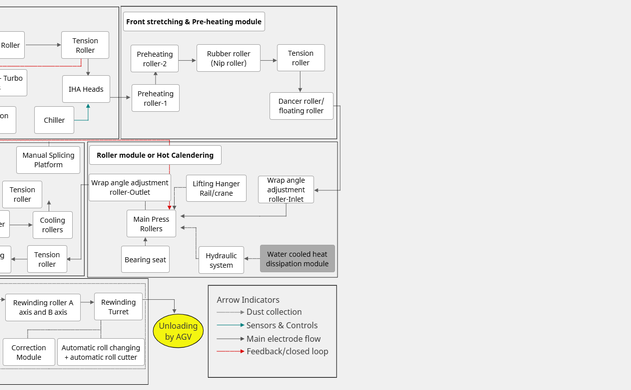 Front stretching & Pre-heating module
Roller
Tension
Roller
Preheating
roller-2
Rubber roller
(Nip roller)
Tension
roller
- Turbo
IHA Heads
Preheating
roller-1
Dancer roller/
floating roller
on
Chiller
Manual Splicing
Platform
Roller module or Hot Calendering
Tension
roller
Wrap angle adjustment
roller-Outlet
Lifting Hanger
Rail/crane
Wrap angle
adjustment
roller-Inlet
er
Cooling
rollers
Main Press
Rollers
g
Tension
roller
Bearing seat
Hydraulic
system
Water cooled heat
dissipation module
Rewinding roller A
axis and B axis
Rewinding
Turret
Unloading
by AGV
Correction
Module
Automatic roll changing
+ automatic roll cutter
Arrow Indicators
Dust collection
Sensors & Controls
Main electrode flow
Feedback/closed loop